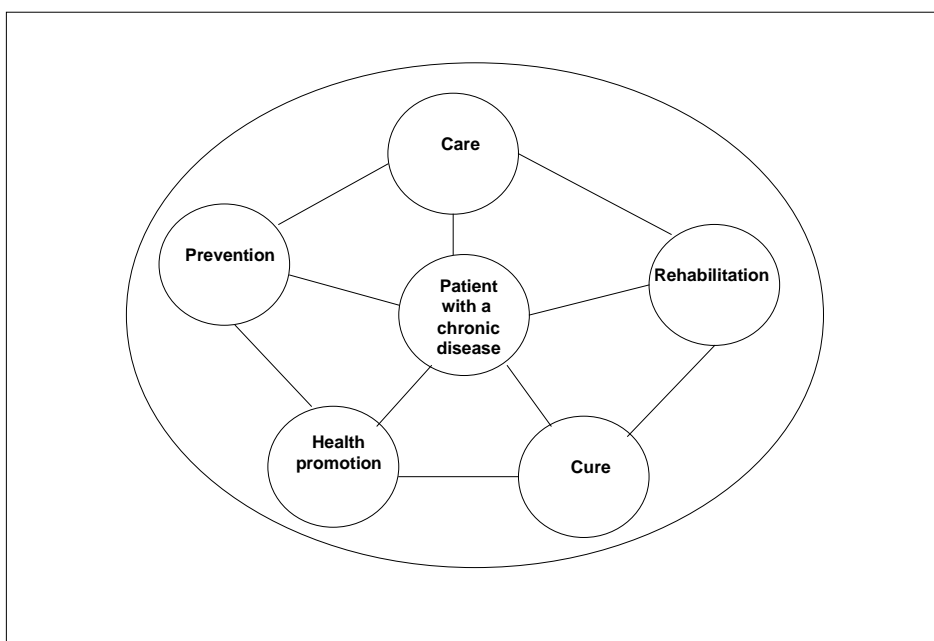 Care
Prevention
Rehabilitation
Patient
with a
chronic
disease
Health
promotion
Cure